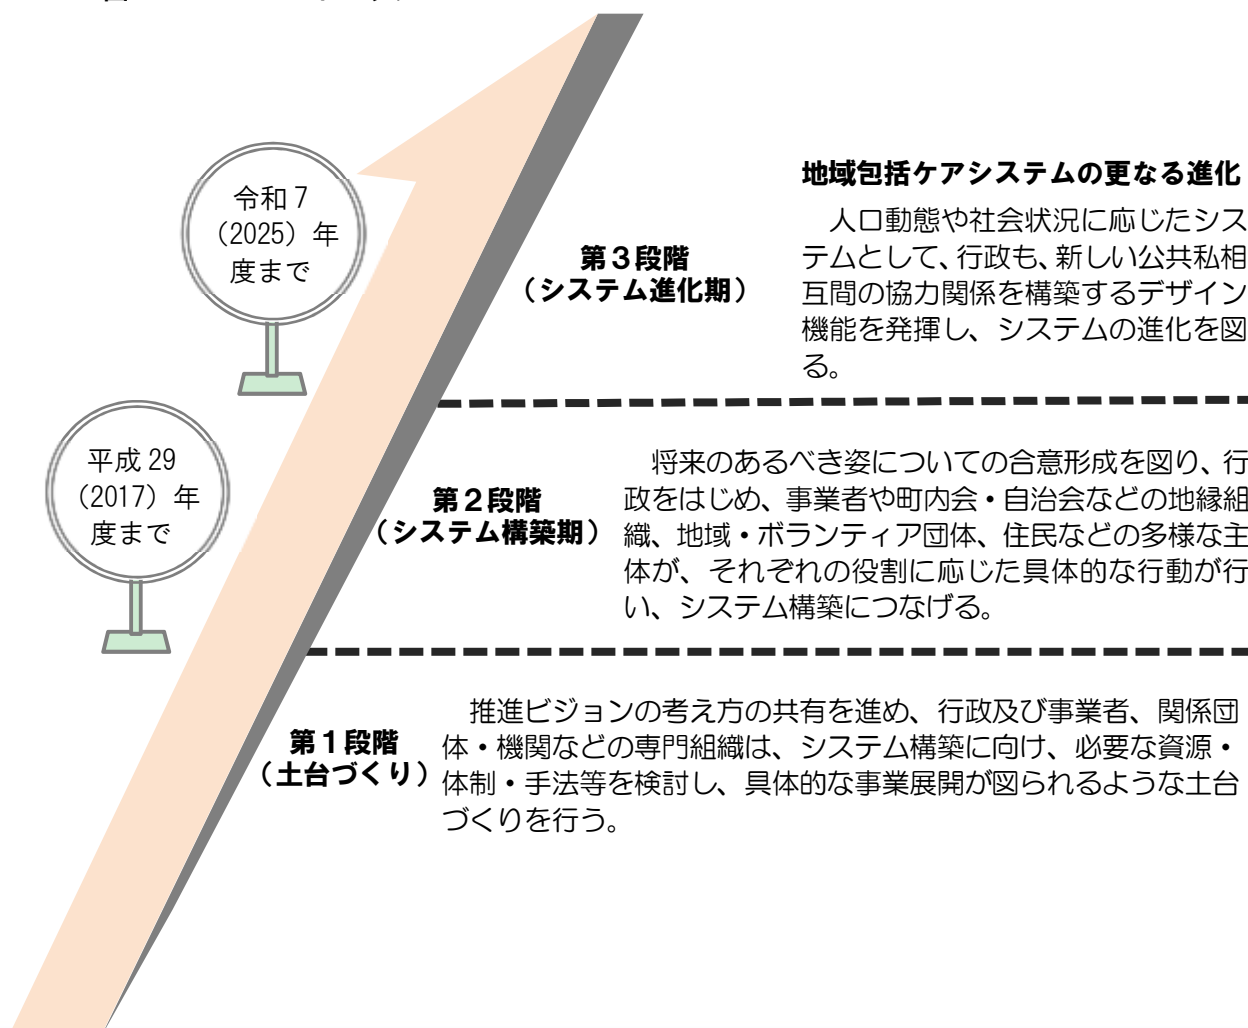 令和７
（2025）年
度まで
地域包括ケアシステムの更なる進化
第３段階
（システム進化期）
人口動態や社会状況に応じたシス
テムとして、行政も、新しい公共私相
互間の協力関係を構築するデザイン
機能を発揮し、システムの進化を図
る。
平成 29
（2017）年
度まで
第２段階
（システム構築期）
将来のあるべき姿についての合意形成を図り、行
政をはじめ、事業者や町内会・自治会などの地縁組
織、地域・ボランティア団体、住民などの多様な主
体が、それぞれの役割に応じた具体的な行動が行
い、システム構築につなげる。
第１段階
（土台づくり）
推進ビジョンの考え方の共有を進め、行政及び事業者、関係団
体・機関などの専門組織は、システム構築に向け、必要な資源・
体制・手法等を検討し、具体的な事業展開が図られるような土台
づくりを行う。